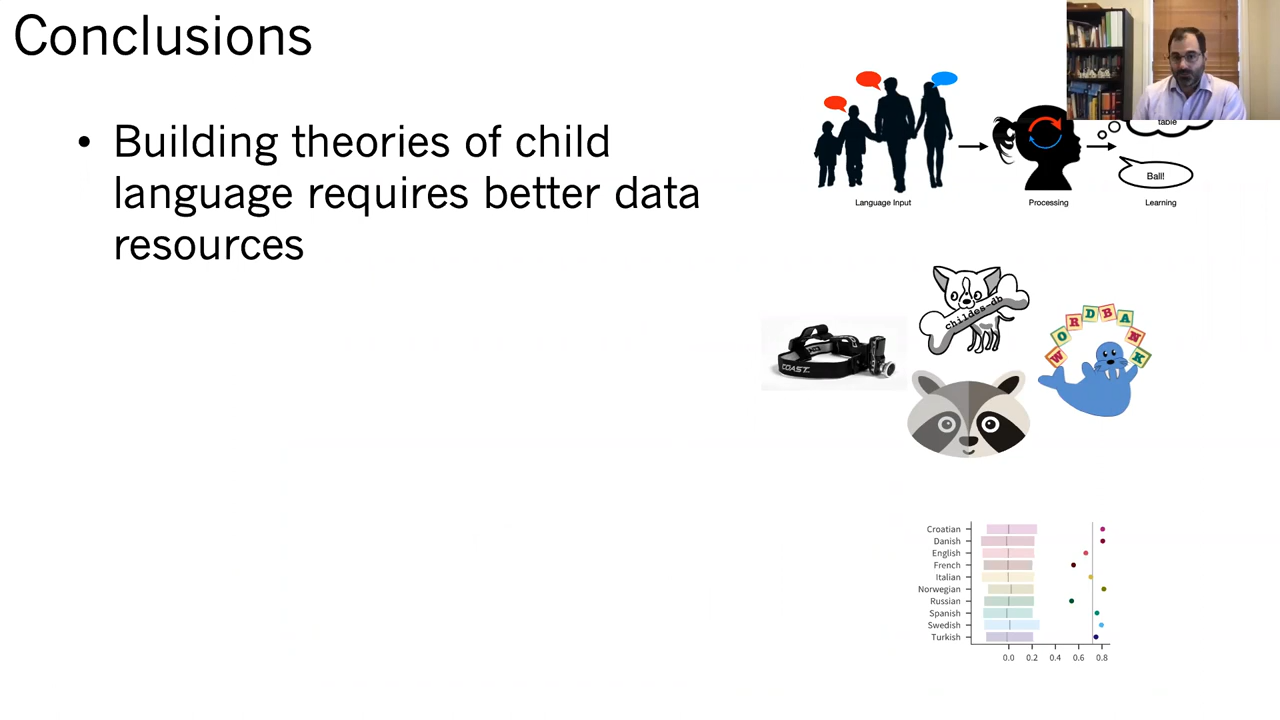 Conclusions
• Building theories of child
language requires better data
resources
table
Ball!
Language Input
Processing
Learning
childes-db
COAST
WORDBANK
Croatian
Danish
English
French
Italian
Norwegian
Russian
Spanish
Swedish
Turkish
0.0 0.2 0.4 0.6 0.8